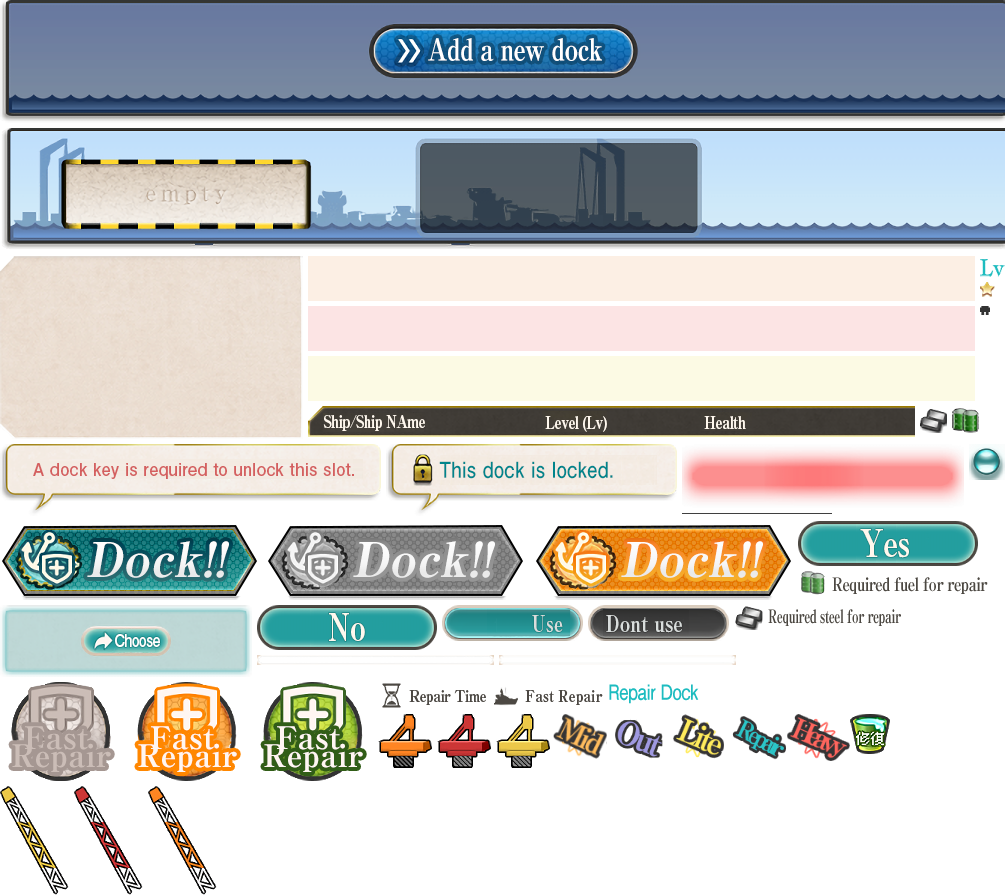 Add a new dock
empty
Lv
Ship/Ship NAme Level (Lv) Health
A dock key is required to unlock this slot.
This dock is locked.
Dock!!
Dock!!
Dock!!
Yes
Required fuel for repair
Choose
No
Use
Dont use
Required steel for repair
Fast
Repair
Fast
Repair
Fast
Repair
Repair Time
Fast Repair
Repair Dock
Mid
Out
Lite
Repair
Heavy
修復